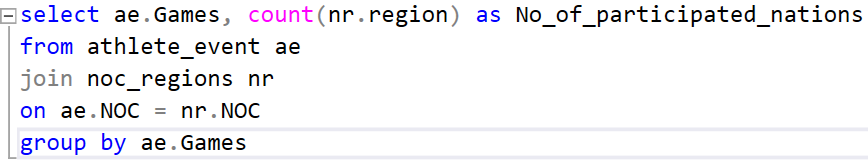 select ae.Games, count(nr.region) as No_of_participated_nations
from athlete_event ae
join noc_regions nr
on ae.NOC = nr.NOC
group by ae.Games